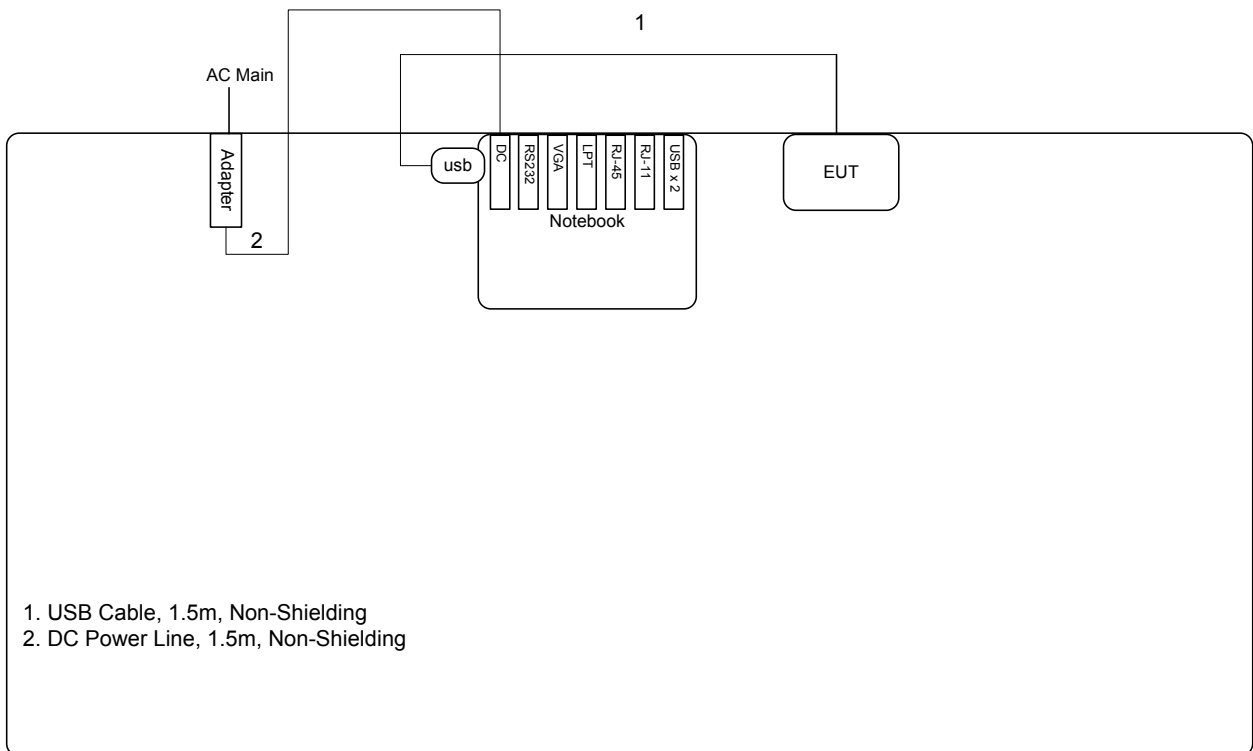 1
AC Main
Adapter
2
usb
DC
RS232
VGA
LPT
RJ-45
RJ-11
USB x 2
Notebook
EUT
1. USB Cable, 1.5m, Non-Shielding
2. DC Power Line, 1.5m, Non-Shielding